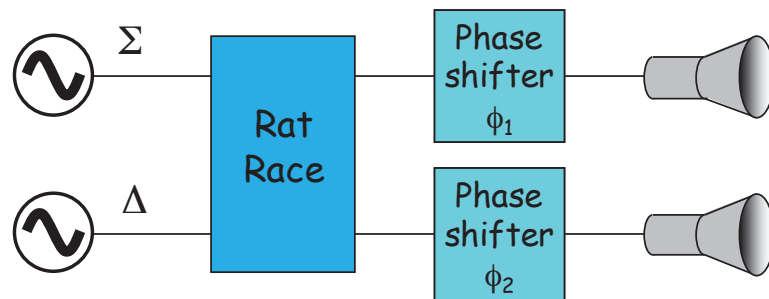 Σ
Rat
Race
Phase
shifter
ϕ1
Δ
Phase
shifter
ϕ2